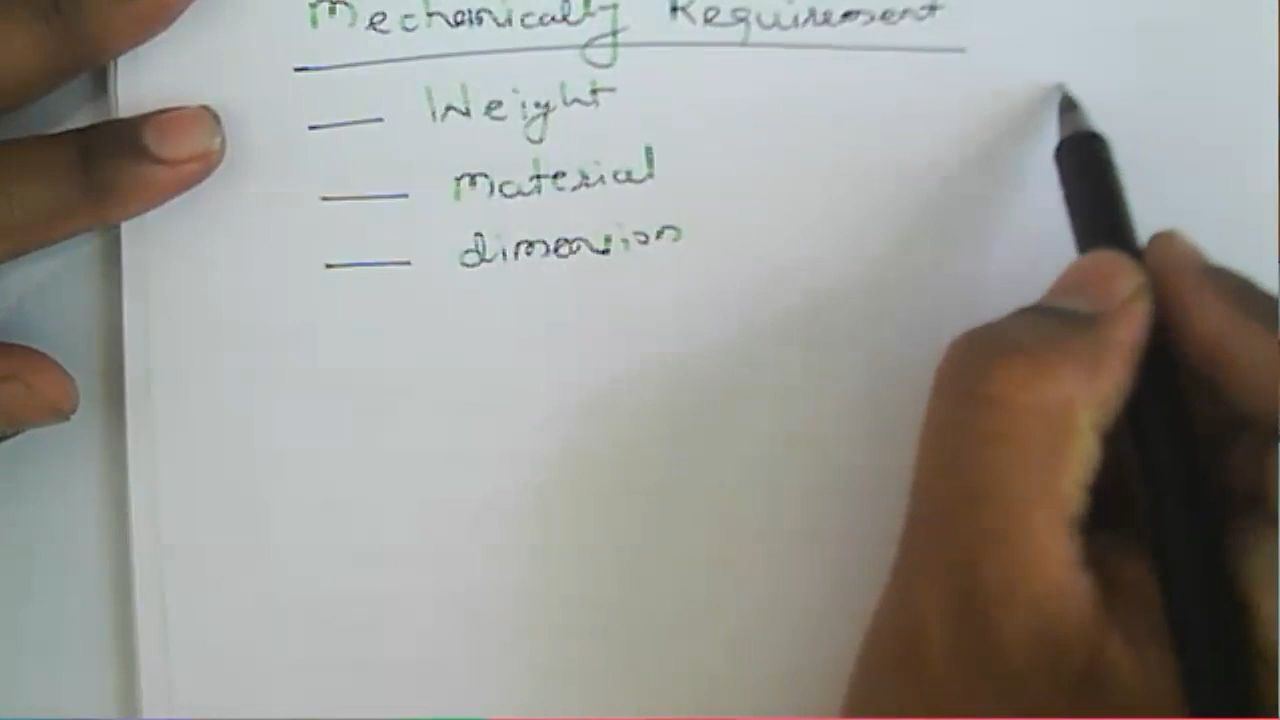 Mechanically Requirement
— Weight
— Material
— dimension